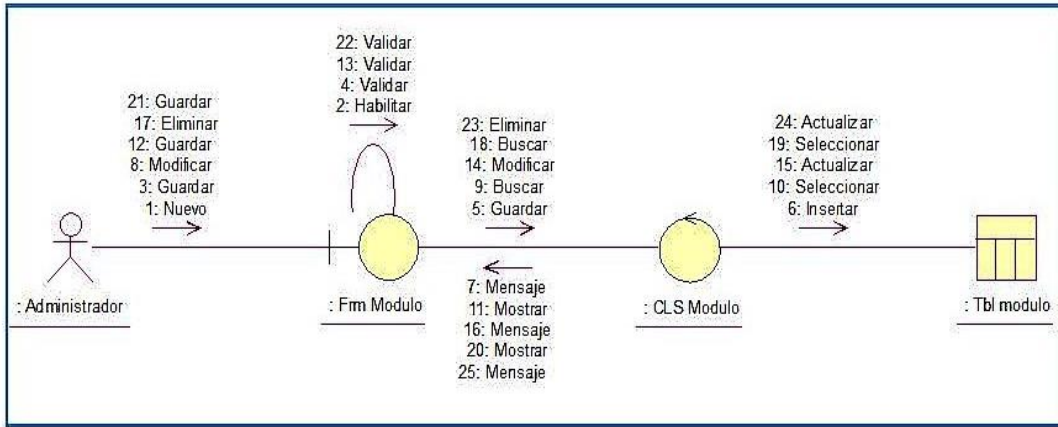 22: Validar
13: Validar
4: Validar
2: Habilitar
21: Guardar
17: Eliminar
12: Guardar
8: Modificar
3: Guardar
1: Nuevo
23: Eliminar
18: Buscar
14: Modificar
9: Buscar
5: Guardar
24: Actualizar
19: Seleccionar
15: Actualizar
10: Seleccionar
6: Insertar
7: Mensaje
11: Mostrar
16: Mensaje
20: Mostrar
25: Mensaje
: Administrador
: Frm Modulo
: CLS Modulo
: Tbl modulo